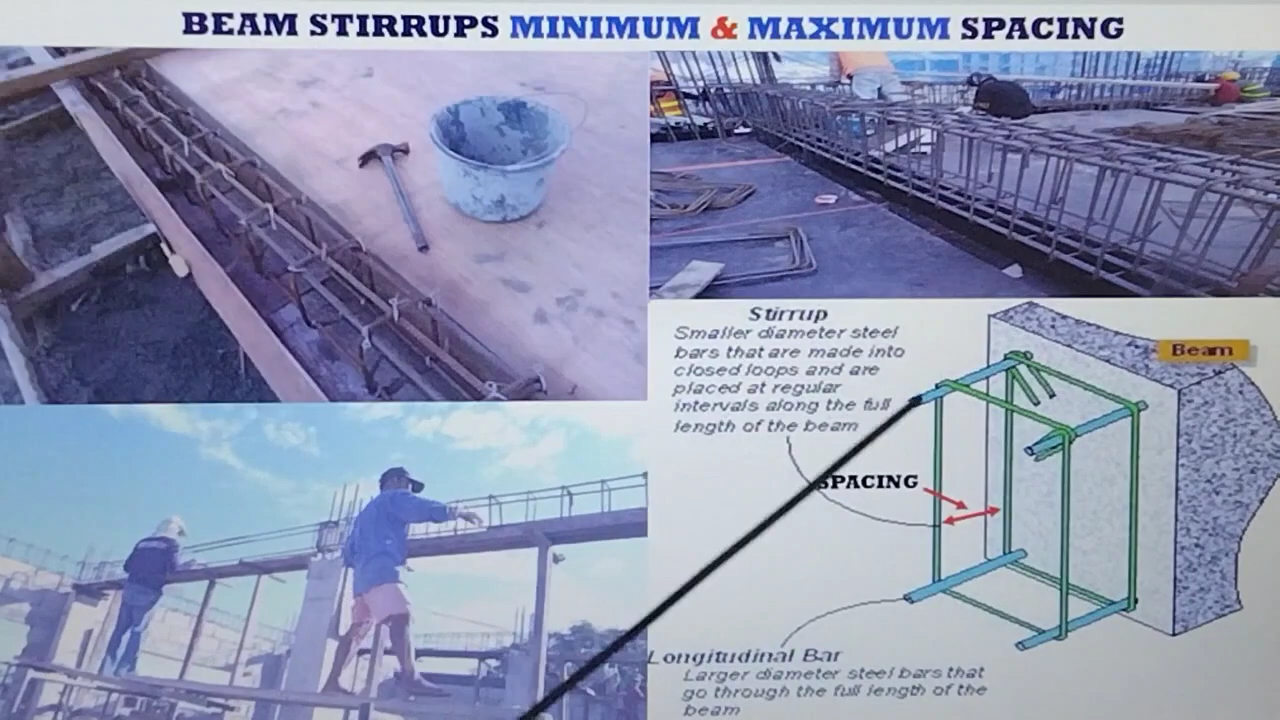 BEAM STIRRUPS MINIMUM & MAXIMUM SPACING
Stirrup
Smaller diameter steel
bars that are made into
closed loops and are
placed at regular
intervals along the full
length of the beam
Beam
SPACING
Longitudinal Bar
Larger diameter steel bars that
go through the full length of the
beam